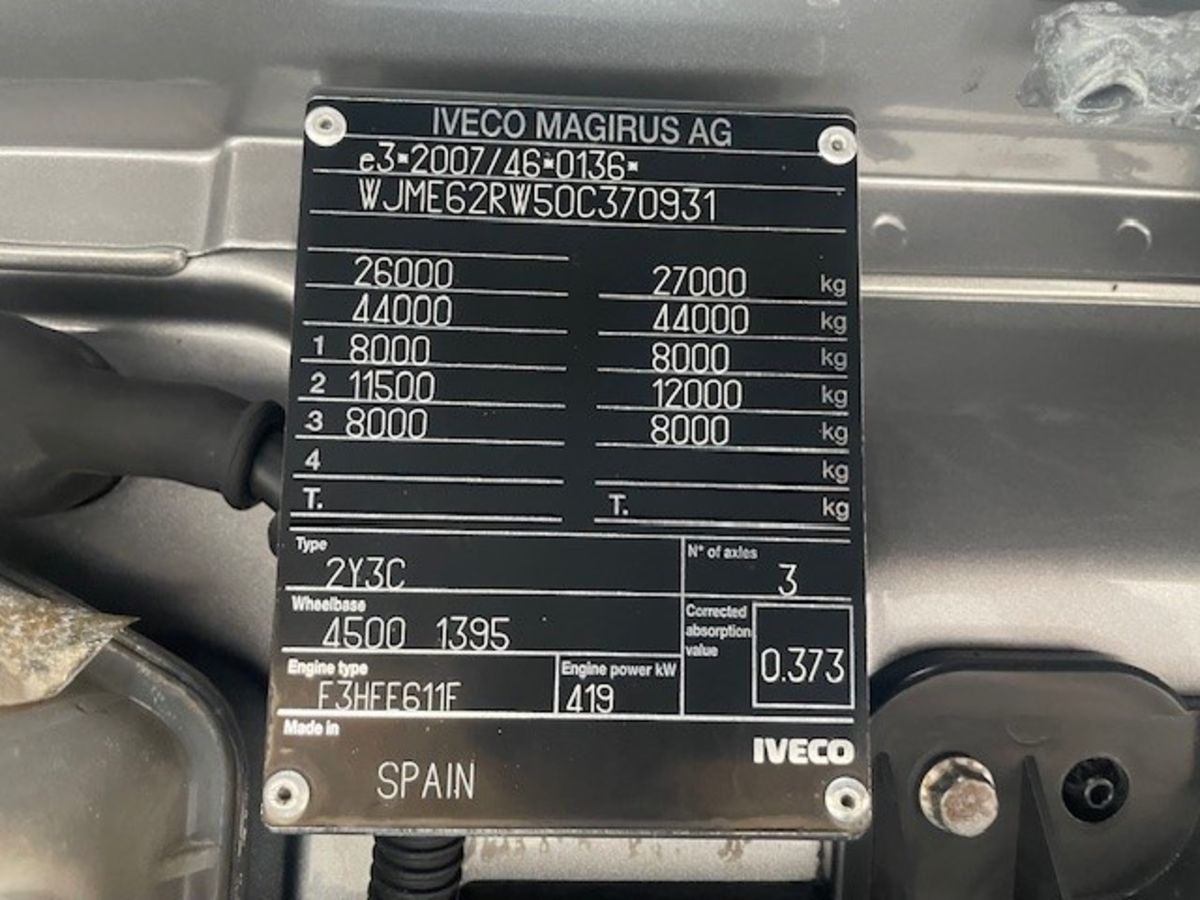 IVECO MAGIRUS AG
e3*2007/46*0136*
WJME62RW50C370931
26000 27000 kg
44000 44000 kg
1 8000 8000 kg
2 11500 12000 kg
3 8000 8000 kg
4 kg
T. T. kg
Type
2Y3C
N° of axles
3
Wheelbase
4500 1395
Corrected
absorption
value
0.373
Engine type
F3HFE611F
Engine power kW
419
Made in
SPAIN
IVECO